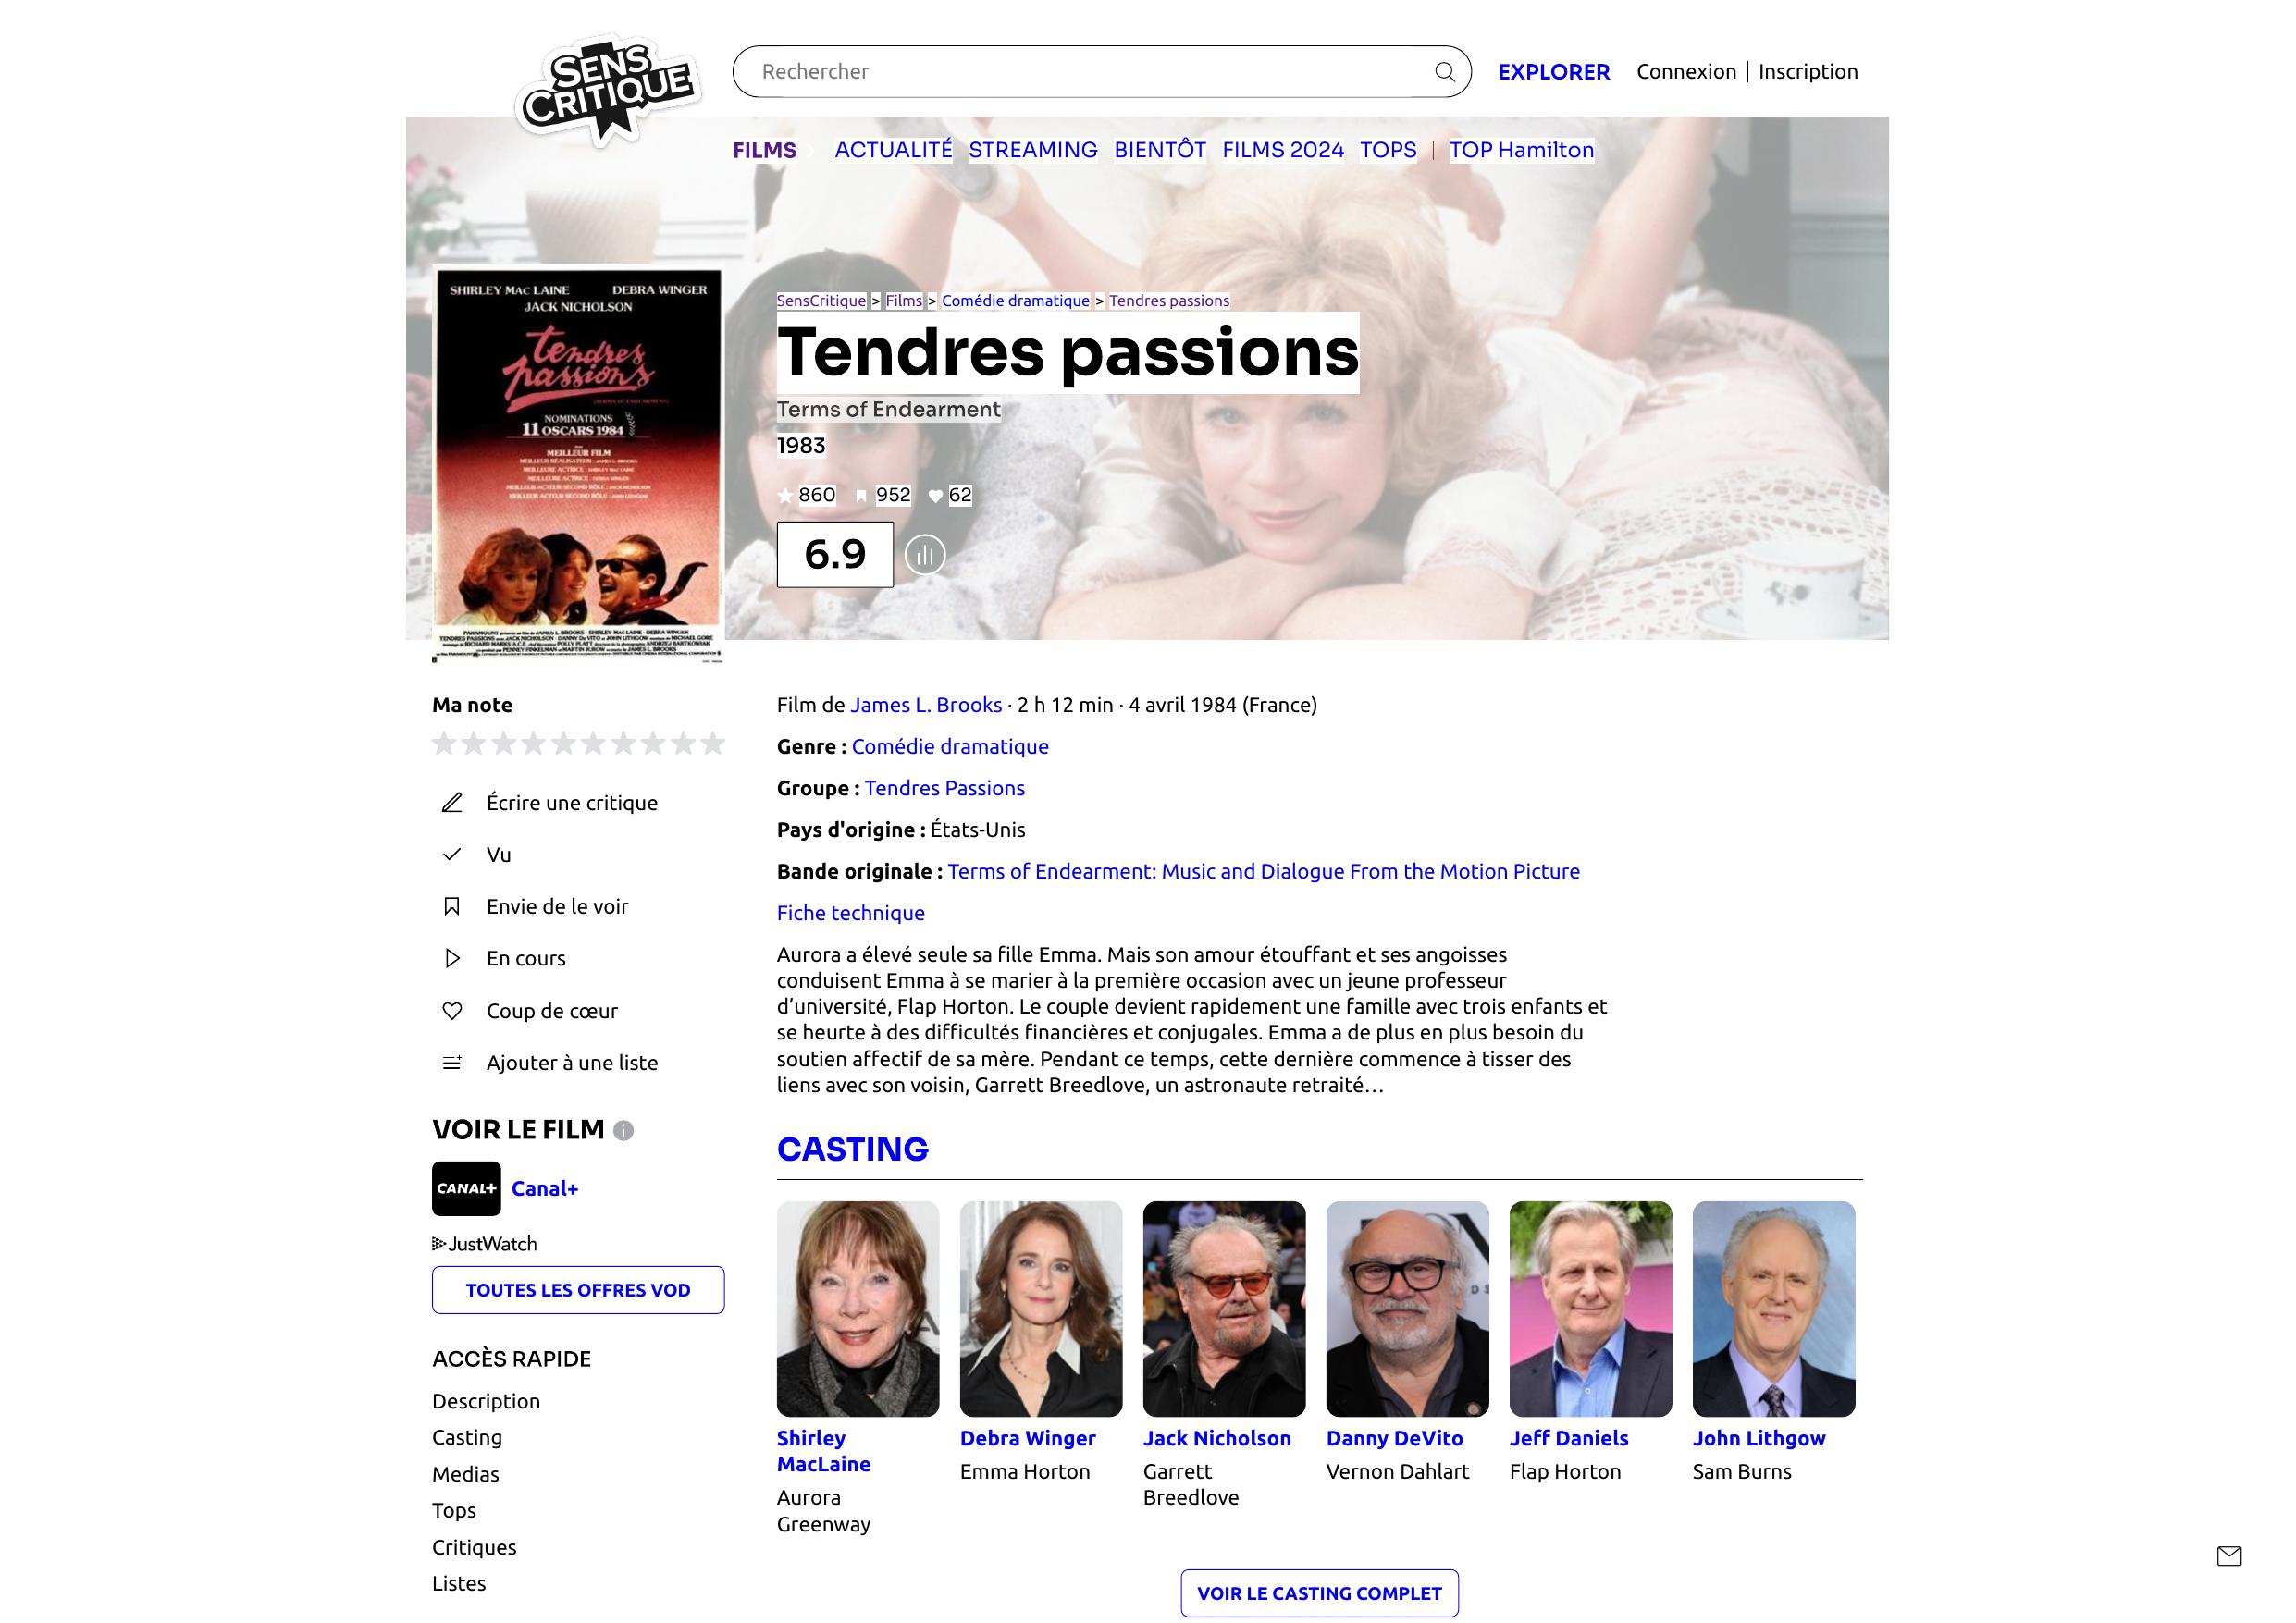 SENS
CRITIQUE
Rechercher
EXPLORER
Connexion
Inscription
FILMS
ACTUALITÉ
STREAMING
BIENTÔT
FILMS 2024
TOPS
TOP Hamilton
SHIRLEY MAC LAINE DEBRA WINGER
JACK NICHOLSON
tendres
passions
NOMINATIONS
11 OSCARS 1984
MEILLEUR FILM
SensCritique > Films > Comédie dramatique > Tendres passions
Tendres passions
Terms of Endearment
1983
860 952 62
6.9
Ma note
Écrire une critique
Vu
Envie de le voir
En cours
Coup de cœur
Ajouter à une liste
VOIR LE FILM
CANAL+
Canal+
JustWatch
TOUTES LES OFFRES VOD
ACCÈS RAPIDE
Description
Casting
Medias
Tops
Critiques
Listes
Film de James L. Brooks · 2 h 12 min · 4 avril 1984 (France)
Genre : Comédie dramatique
Groupe : Tendres Passions
Pays d'origine : États-Unis
Bande originale : Terms of Endearment: Music and Dialogue From the Motion Picture
Fiche technique
Aurora a élevé seule sa fille Emma. Mais son amour étouffant et ses angoisses
conduisent Emma à se marier à la première occasion avec un jeune professeur
d’université, Flap Horton. Le couple devient rapidement une famille avec trois enfants et
se heurte à des difficultés financières et conjugales. Emma a de plus en plus besoin du
soutien affectif de sa mère. Pendant ce temps, cette dernière commence à tisser des
liens avec son voisin, Garrett Breedlove, un astronaute retraité…
CASTING
Shirley
MacLaine
Aurora
Greenway
Debra Winger
Emma Horton
Jack Nicholson
Garrett
Breedlove
Danny DeVito
Vernon Dahlart
Jeff Daniels
Flap Horton
John Lithgow
Sam Burns
VOIR LE CASTING COMPLET